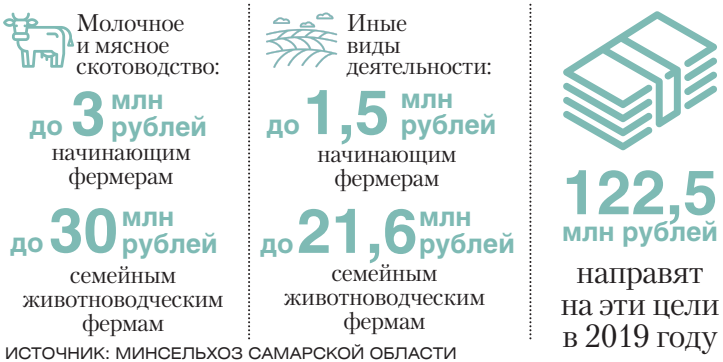 Молочное
и мясное
скотоводство:
до 3 млн
рублей
начинающим
фермерам
до 30 млн
рублей
семейным
животноводческим
фермам
Иные
виды
деятельности:
до 1,5 млн
рублей
начинающим
фермерам
до 21,6 млн
рублей
семейным
животноводческим
фермам
122,5
млн рублей
направят
на эти цели
в 2019 году
ИСТОЧНИК: МИНСЕЛЬХОЗ САМАРСКОЙ ОБЛАСТИ